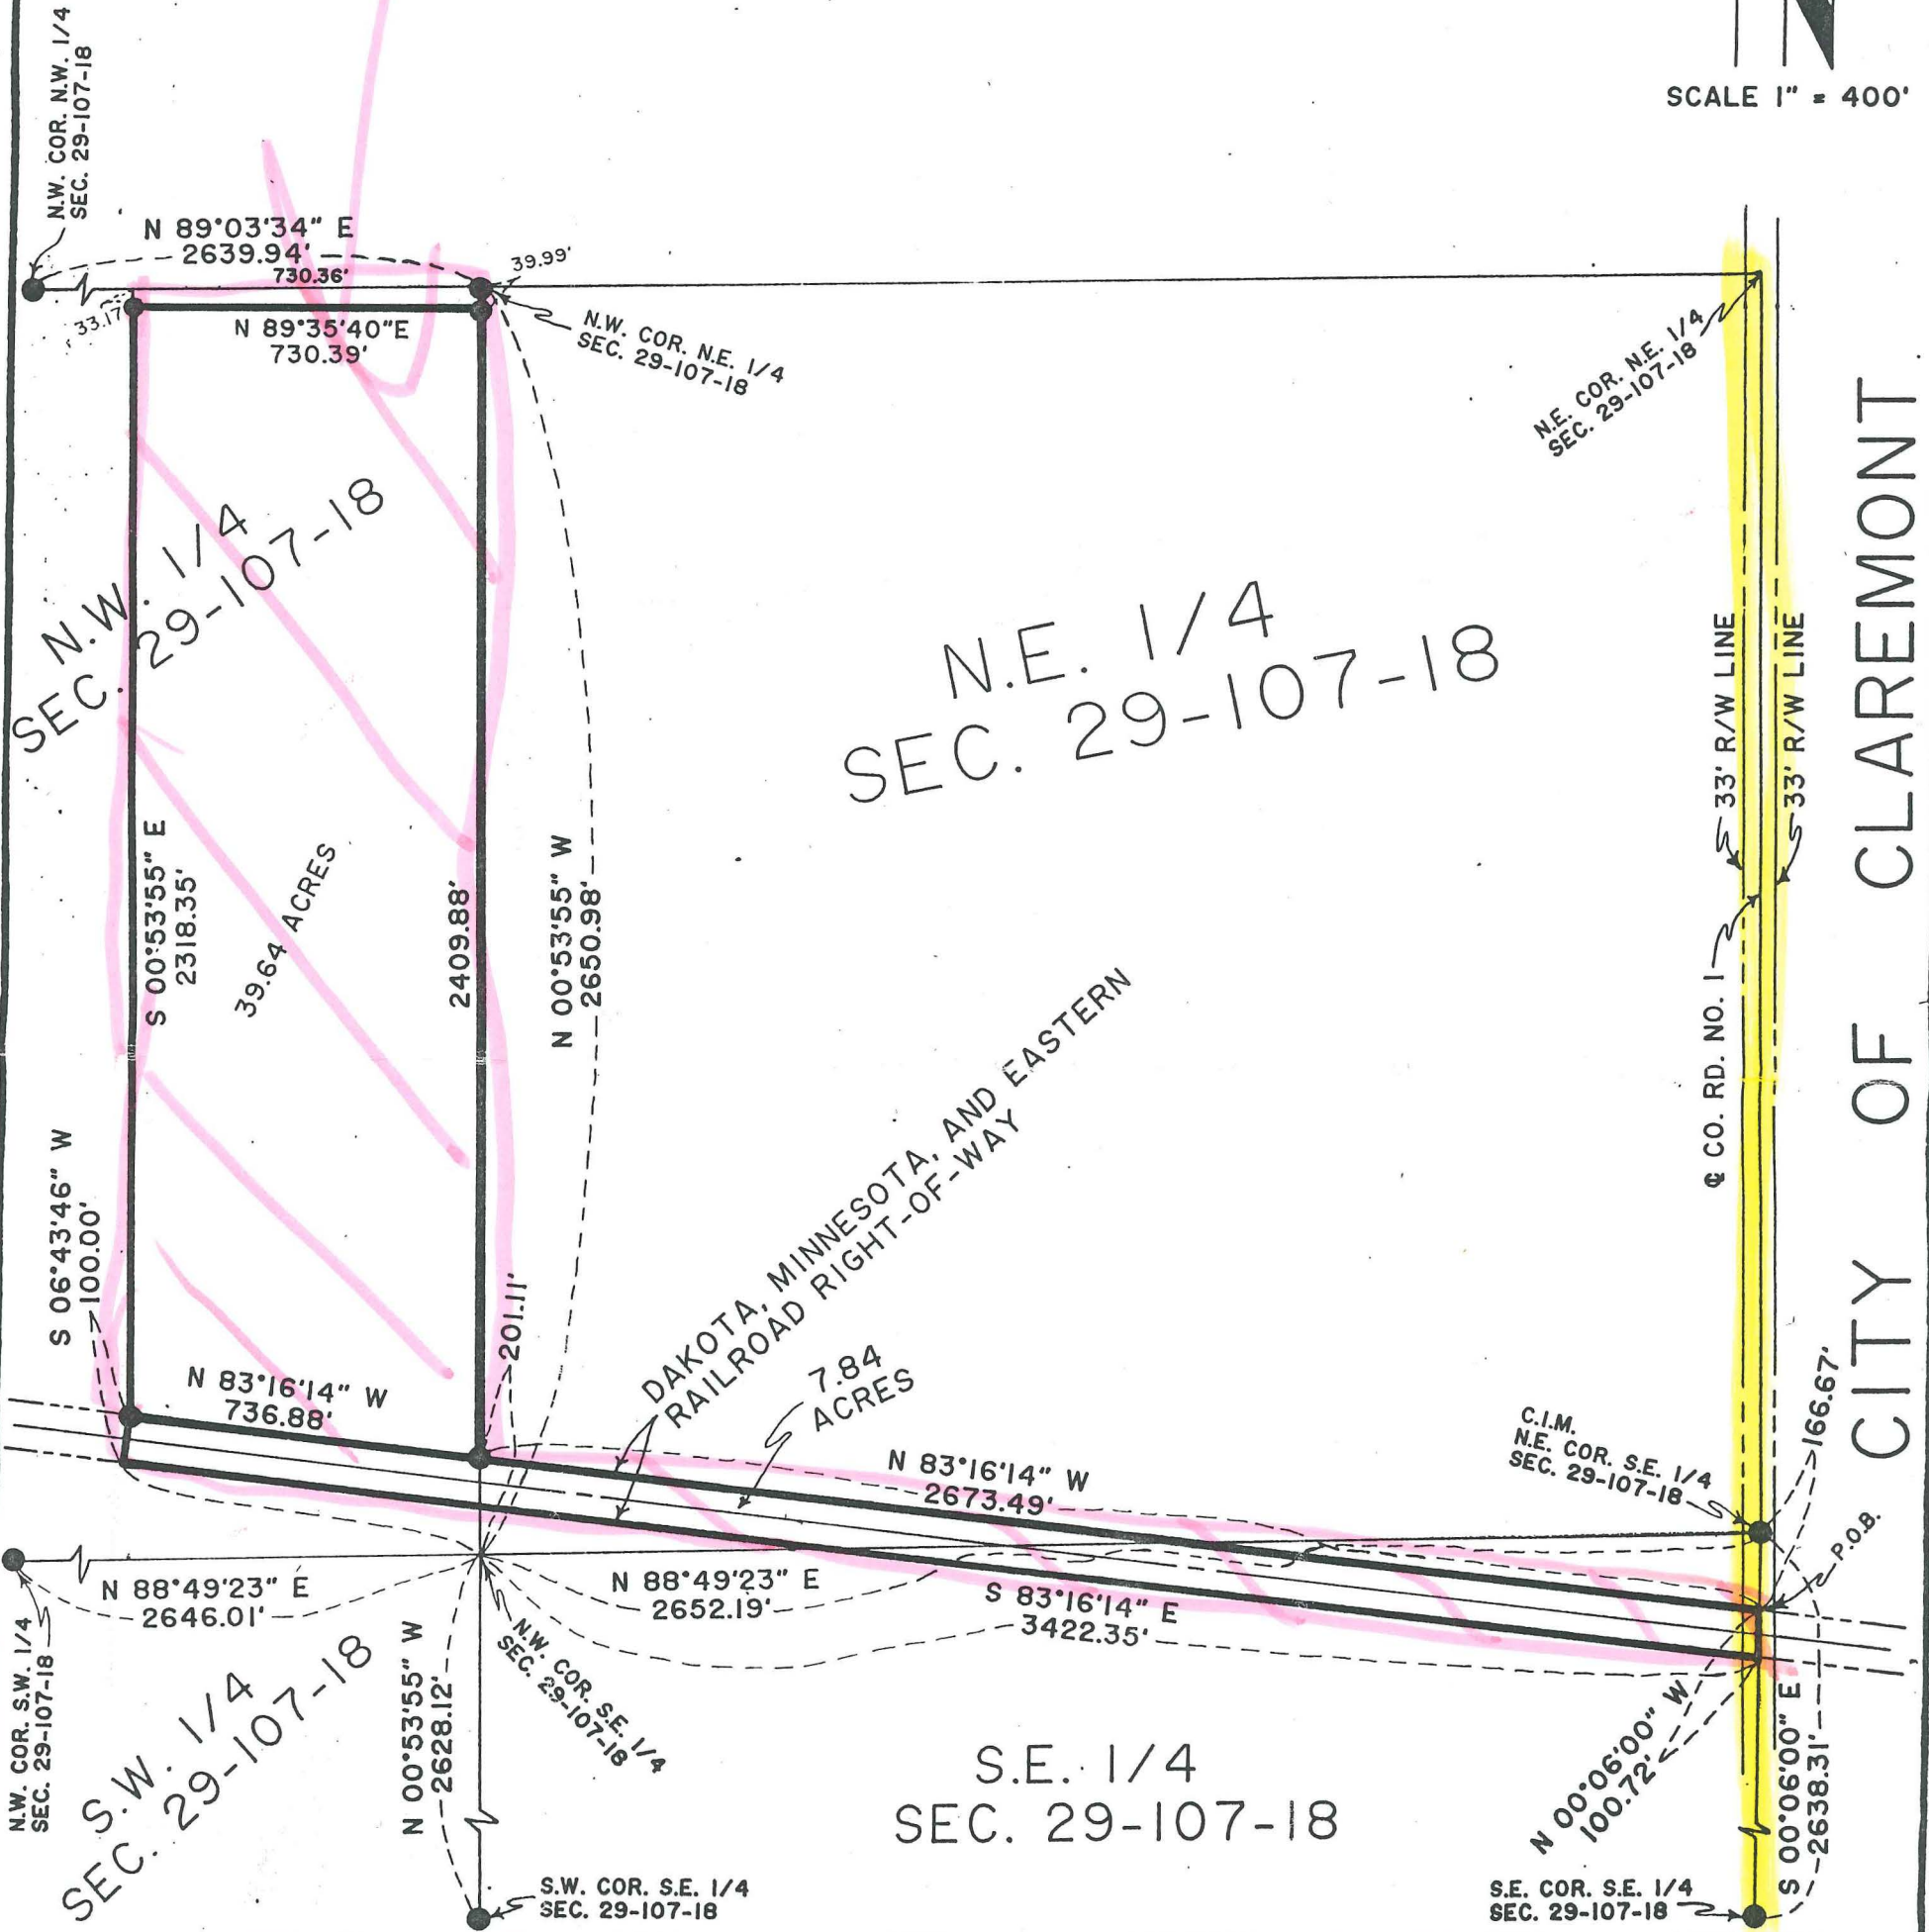 SCALE 1" = 400'
N.W. COR. N.W. 1/4
SEC. 29-107-18
N 89°03'34" E
2639.94'
730.36'
39.99'
33.17'
N 89°35'40"E
730.39'
N.W. COR. N.E. 1/4
SEC. 29-107-18
N.E. COR. N.E. 1/4
SEC. 29-107-18
N.W. 1/4
SEC. 29-107-18
N.E. 1/4
SEC. 29-107-18
33' R/W LINE
33' R/W LINE
CITY OF CLAREMONT
S 00°53'55" E
2318.35'
39.64 ACRES
2409.88'
N 00°53'55" W
2650.98'
℄ CO. RD. NO. 1
DAKOTA, MINNESOTA, AND EASTERN
RAILROAD RIGHT-OF-WAY
S 06°43'46" W
100.00'
201.11'
7.84
ACRES
N 83°16'14" W
736.88'
N 83°16'14" W
2673.49'
C.I.M.
N.E. COR. S.E. 1/4
SEC. 29-107-18
166.67'
P.O.B.
N 88°49'23" E
2646.01'
N 88°49'23" E
2652.19'
S 83°16'14" E
3422.35'
N.W. COR. S.W. 1/4
SEC. 29-107-18
N.W. COR. S.E. 1/4
SEC. 29-107-18
N 00°53'55" W
2628.12'
S.W. 1/4
SEC. 29-107-18
S.E. 1/4
SEC. 29-107-18
N 00°06'00" W
100.72'
S 00°06'00" E
2638.31'
S.W. COR. S.E. 1/4
SEC. 29-107-18
S.E. COR. S.E. 1/4
SEC. 29-107-18